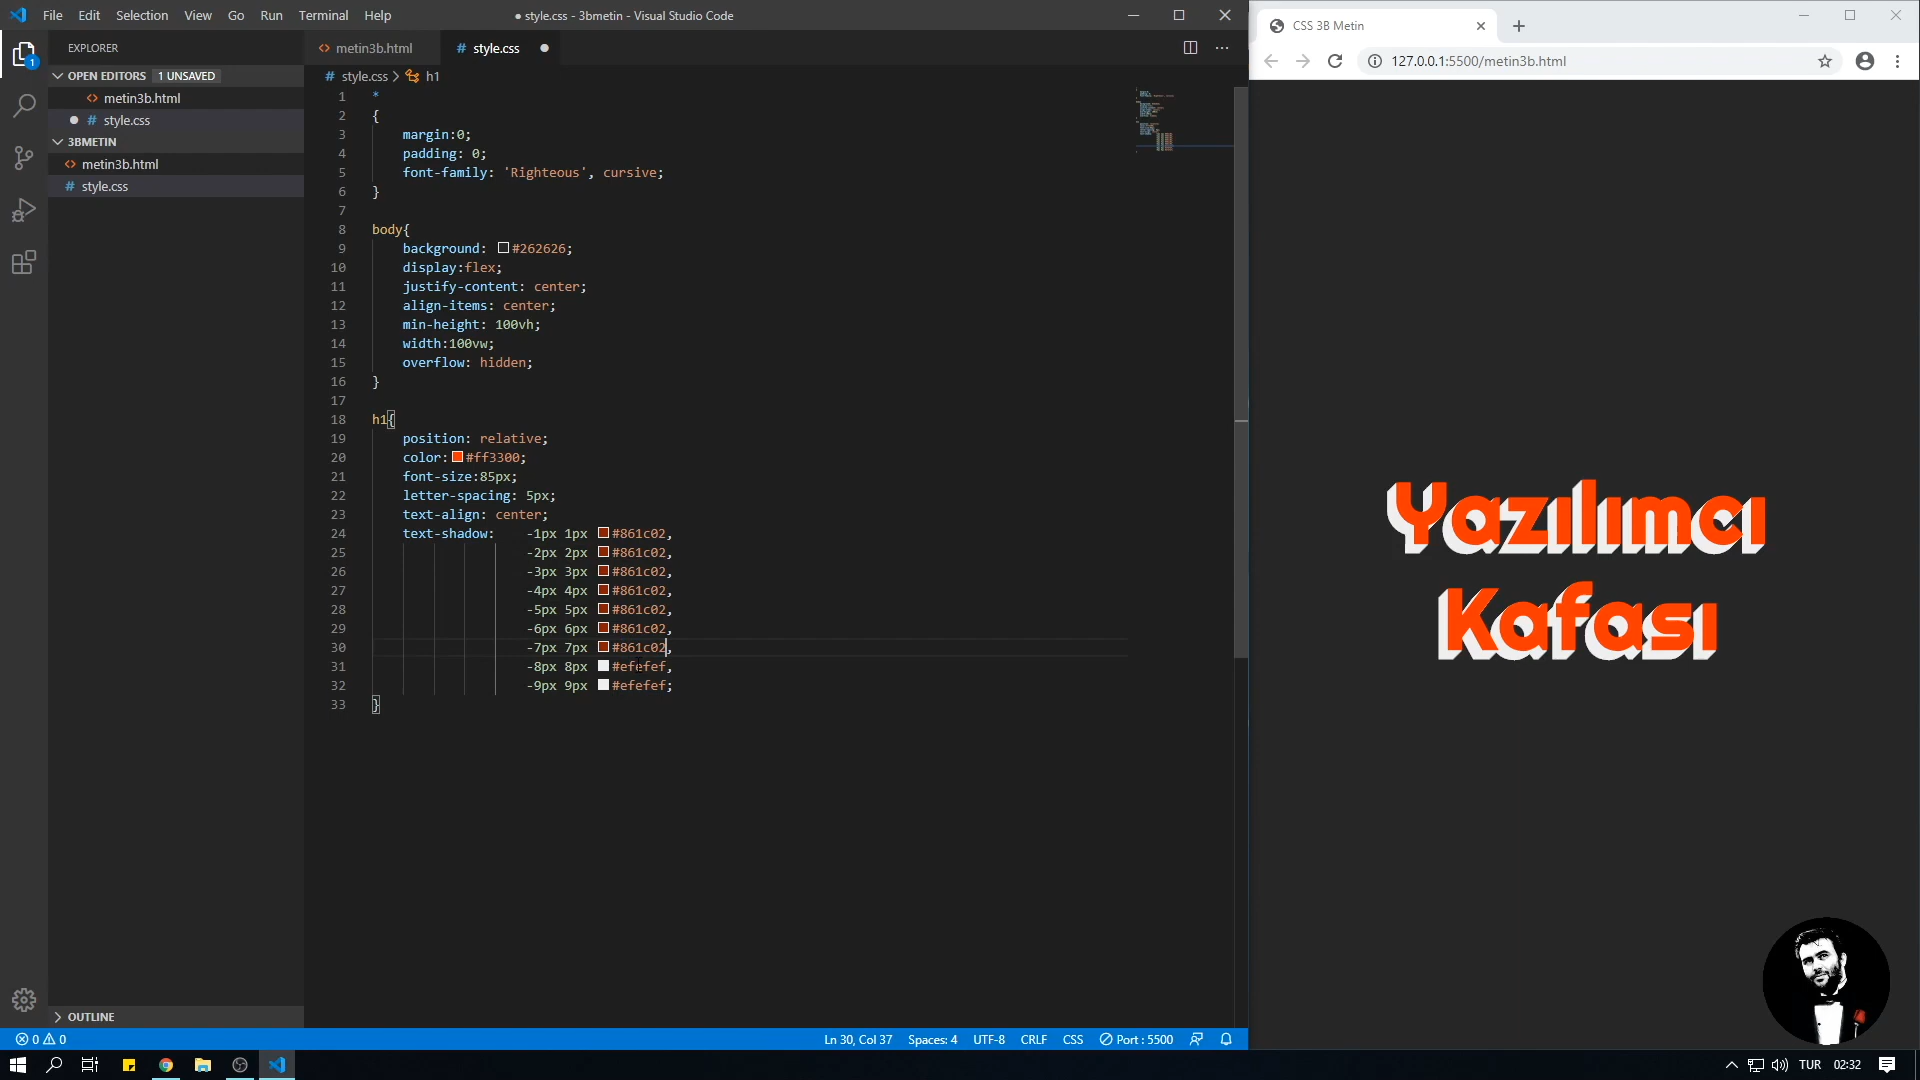 File Edit Selection View Go Run Terminal Help
● style.css - 3bmetin - Visual Studio Code
CSS 3B Metin
127.0.0.1:5500/metin3b.html
EXPLORER
OPEN EDITORS 1 UNSAVED
metin3b.html
style.css
3BMETIN
metin3b.html
style.css
OUTLINE
1
metin3b.html
style.css
style.css > h1
1 *
2 {
3 margin:0;
4 padding: 0;
5 font-family: 'Righteous', cursive;
6 }
7
8 body{
9 background: #262626;
10 display:flex;
11 justify-content: center;
12 align-items: center;
13 min-height: 100vh;
14 width:100vw;
15 overflow: hidden;
16 }
17
18 h1{
19 position: relative;
20 color:#ff3300;
21 font-size:85px;
22 letter-spacing: 5px;
23 text-align: center;
24 text-shadow: -1px 1px #861c02,
25 -2px 2px #861c02,
26 -3px 3px #861c02,
27 -4px 4px #861c02,
28 -5px 5px #861c02,
29 -6px 6px #861c02,
30 -7px 7px #861c02,
31 -8px 8px #efefef,
32 -9px 9px #efefef;
33 }
Yazılımcı
Kafası
0 0
Ln 30, Col 37 Spaces: 4 UTF-8 CRLF CSS Port : 5500
TUR 02:32